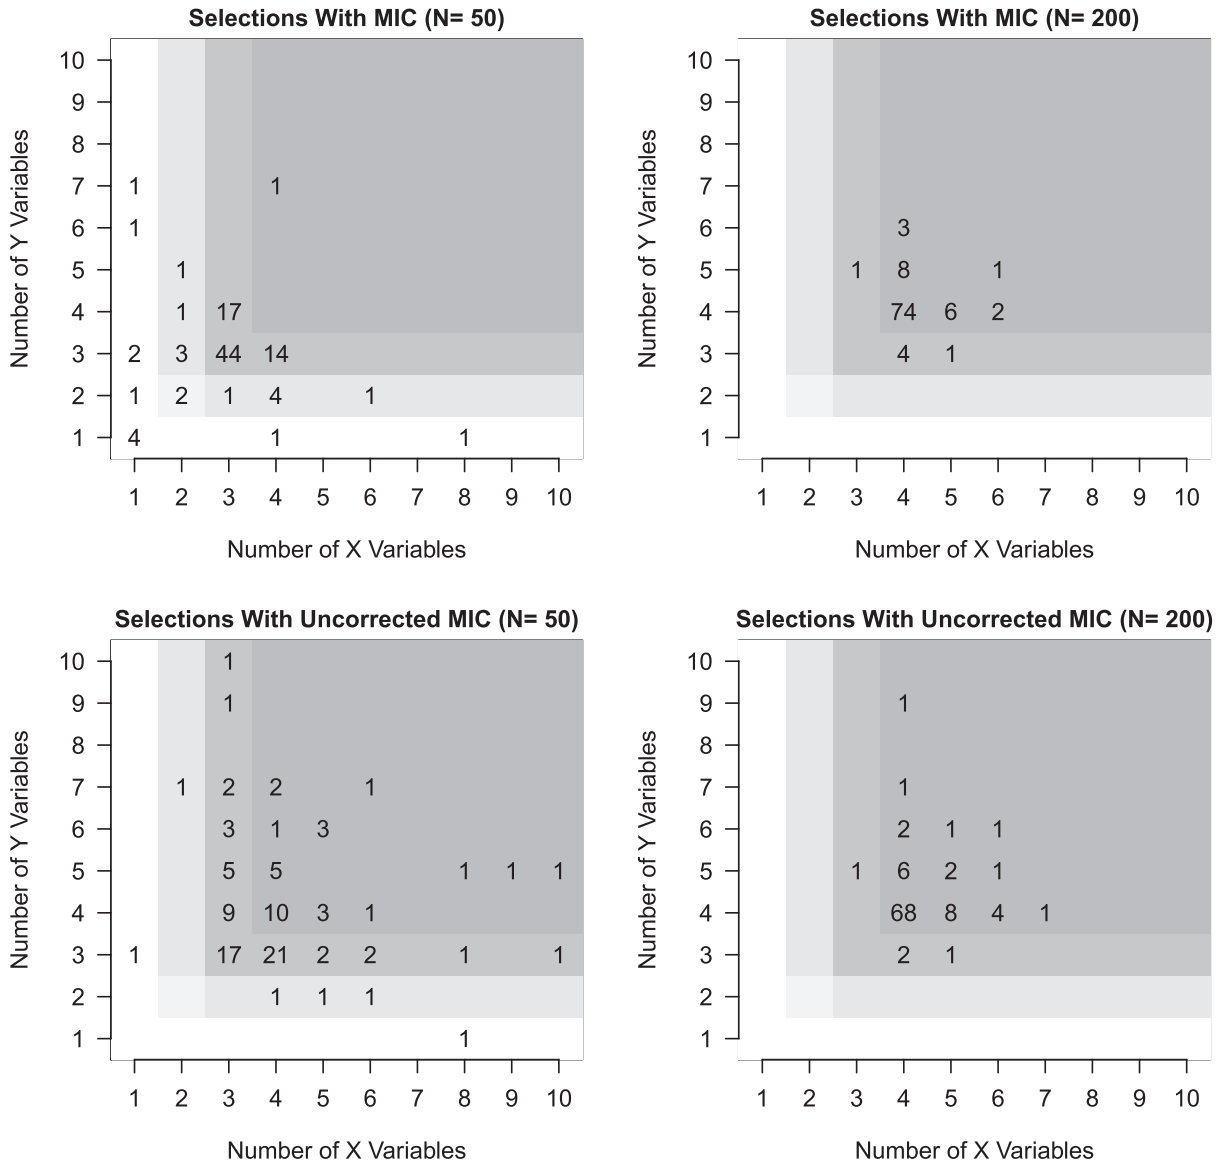 Selections With MIC (N= 50)
10
9
8
7 1 1
6 1
5 1
4 1 17
3 2 3 44 14
2 1 2 1 4 1
1 4 1 1
1 2 3 4 5 6 7 8 9 10
Number of X Variables
Number of Y Variables
Selections With MIC (N= 200)
10
9
8
7
6 3
5 1 8 1
4 74 6 2
3 4 1
2
1
1 2 3 4 5 6 7 8 9 10
Number of X Variables
Number of Y Variables
Selections With Uncorrected MIC (N= 50)
10 1
9 1
8
7 1 2 2 1
6 3 1 3
5 5 5 1 1 1
4 9 10 3 1
3 1 17 21 2 2 1 1
2 1 1 1
1 1
1 2 3 4 5 6 7 8 9 10
Number of X Variables
Number of Y Variables
Selections With Uncorrected MIC (N= 200)
10
9 1
8
7 1
6 2 1 1
5 1 6 2 1
4 68 8 4 1
3 2 1
2
1
1 2 3 4 5 6 7 8 9 10
Number of X Variables
Number of Y Variables